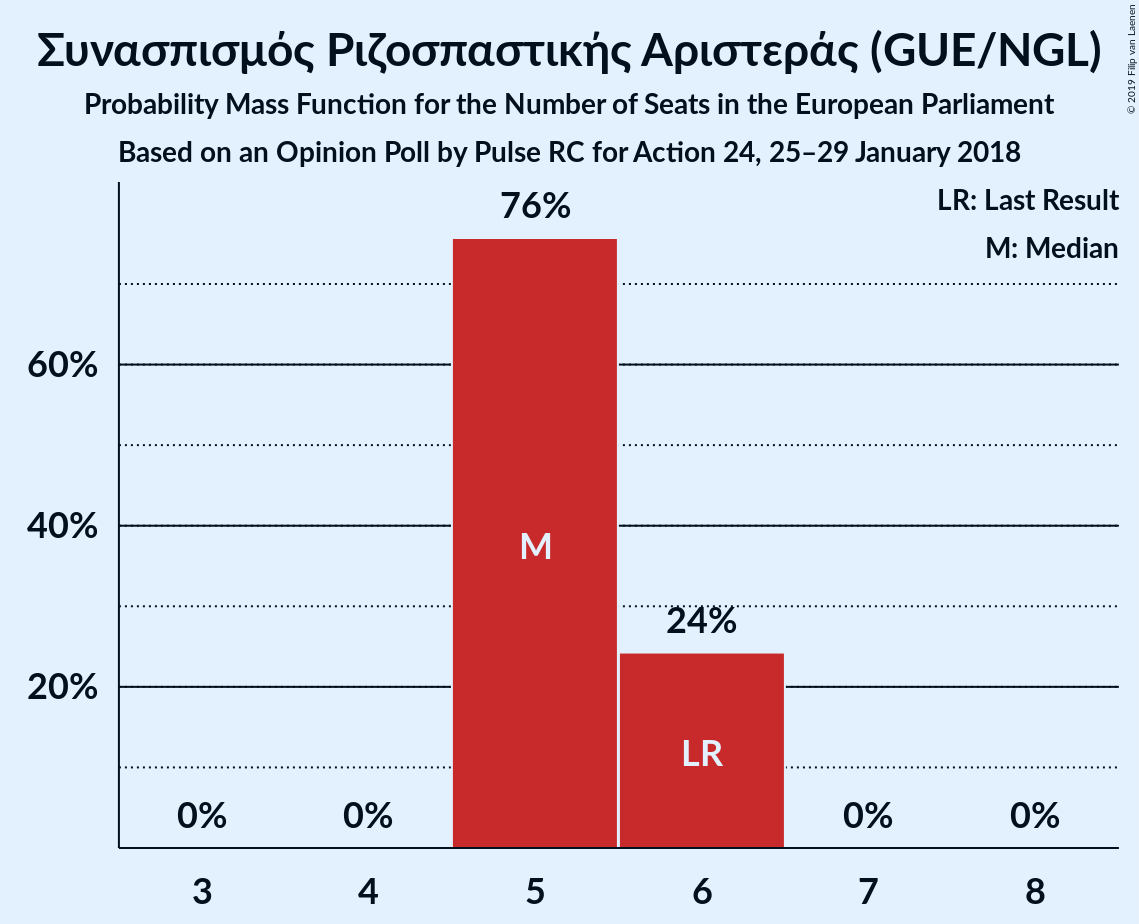 Συνασπισμός Ριζοσπαστικής Αριστεράς (GUE/NGL)
Probability Mass Function for the Number of Seats in the European Parliament
Based on an Opinion Poll by Pulse RC for Action 24, 25–29 January 2018
© 2019 Filip van Laenen
LR: Last Result
M: Median
76%
60%
40%
M
24%
20%
LR
0% 0% 0% 0%
3 4 5 6 7 8